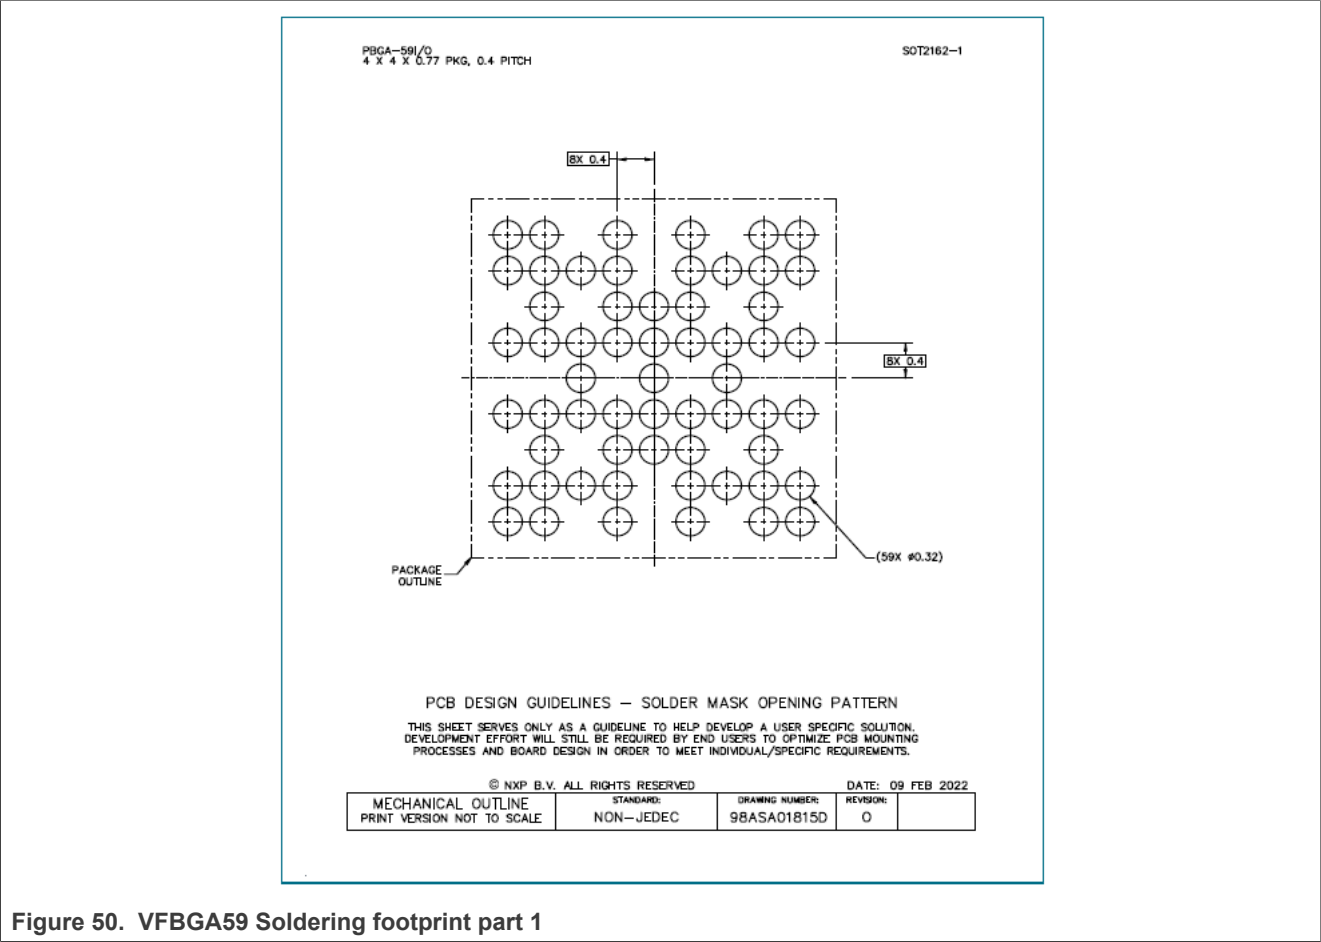 PBGA-59I/O
4 X 4 X 0.77 PKG, 0.4 PITCH
SOT2162-1
8X 0.4
8X 0.4
(59X ⌀0.32)
PACKAGE
OUTLINE
PCB DESIGN GUIDELINES – SOLDER MASK OPENING PATTERN
THIS SHEET SERVES ONLY AS A GUIDELINE TO HELP DEVELOP A USER SPECIFIC SOLUTION.
DEVELOPMENT EFFORT WILL STILL BE REQUIRED BY END USERS TO OPTIMIZE PCB MOUNTING
PROCESSES AND BOARD DESIGN IN ORDER TO MEET INDIVIDUAL/SPECIFIC REQUIREMENTS.
© NXP B.V. ALL RIGHTS RESERVED
DATE: 09 FEB 2022
MECHANICAL OUTLINE
PRINT VERSION NOT TO SCALE
STANDARD:
NON-JEDEC
DRAWING NUMBER:
98ASA01815D
REVISION:
O
Figure 50. VFBGA59 Soldering footprint part 1